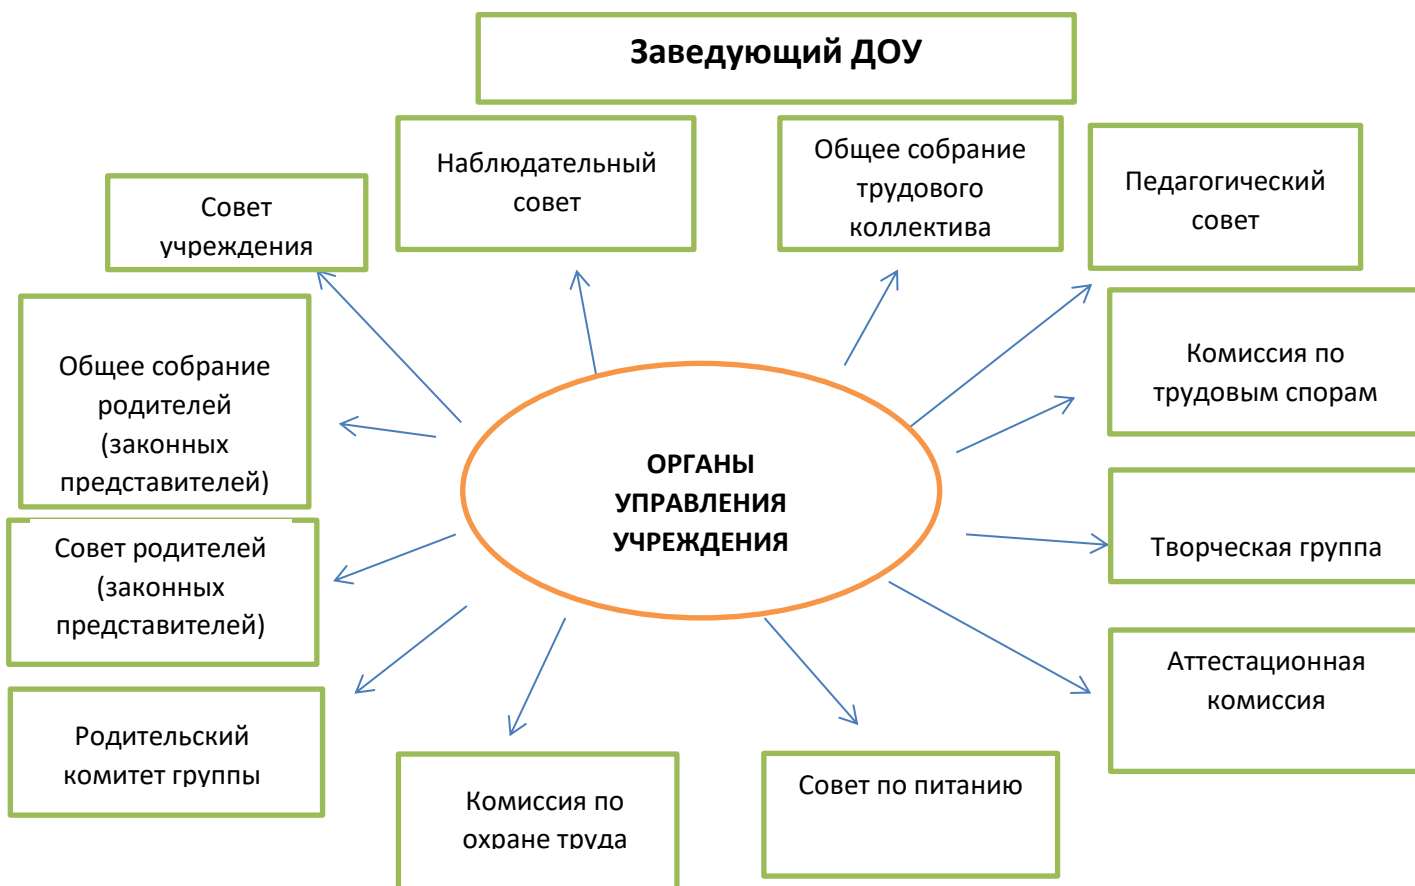 Заведующий ДОУ
Наблюдательный
совет
Общее собрание
трудового
коллектива
Педагогический
совет
Совет
учреждения
Общее собрание
родителей
(законных
представителей)
Комиссия по
трудовым спорам
ОРГАНЫ
УПРАВЛЕНИЯ
УЧРЕЖДЕНИЯ
Совет родителей
(законных
представителей)
Творческая группа
Аттестационная
комиссия
Родительский
комитет группы
Комиссия по
охране труда
Совет по питанию